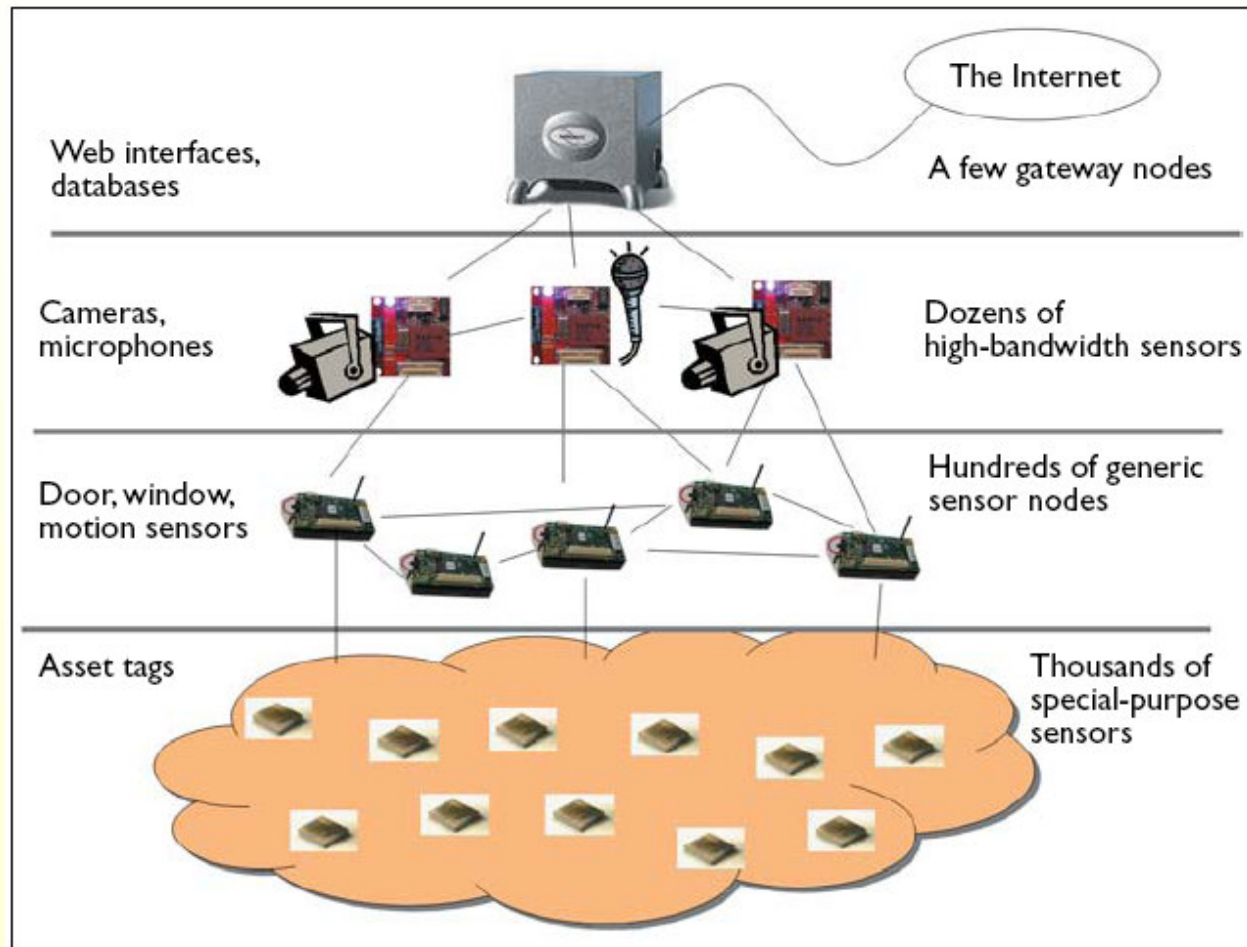 The Internet
Web interfaces,
databases
A few gateway nodes
Cameras,
microphones
Dozens of
high-bandwidth sensors
Door, window,
motion sensors
Hundreds of generic
sensor nodes
Asset tags
Thousands of
special-purpose
sensors